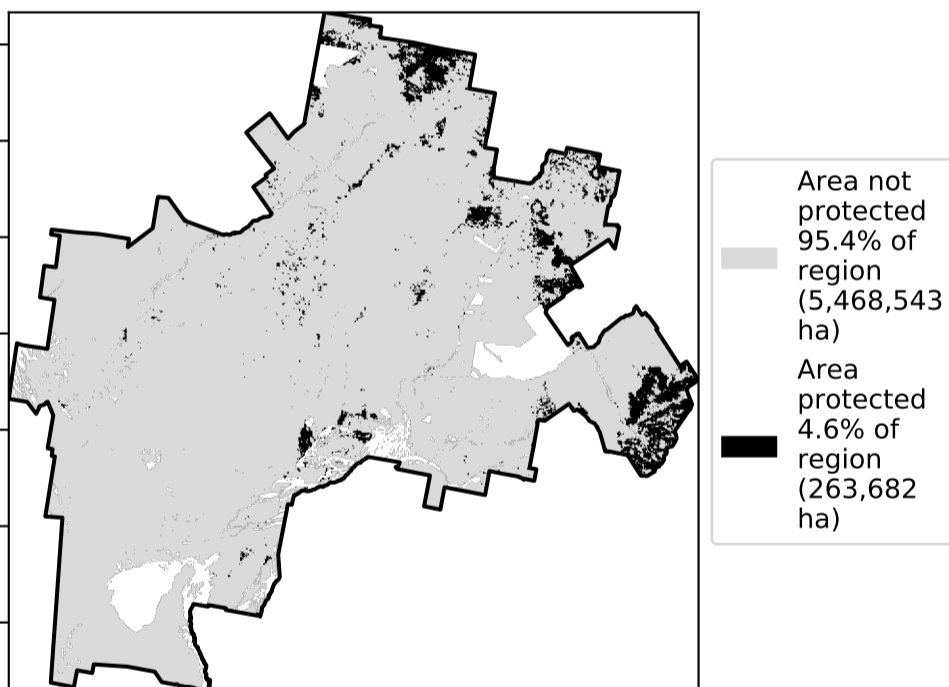 Area not
protected
95.4% of
region
(5,468,543
ha)
Area
protected
4.6% of
region
(263,682
ha)